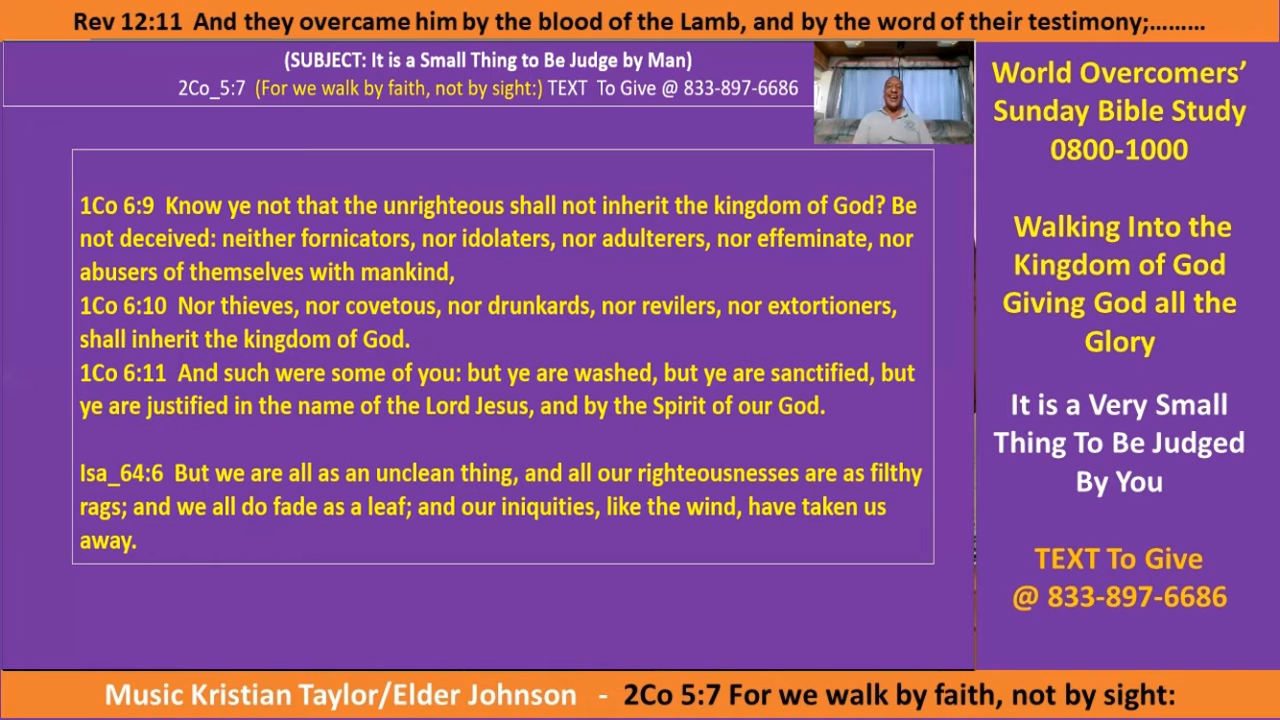 Rev 12:11 And they overcame him by the blood of the Lamb, and by the word of their testimony;.........
(SUBJECT: It is a Small Thing to Be Judge by Man)
2Co_5:7 (For we walk by faith, not by sight:) TEXT To Give @ 833-897-6686
1Co 6:9 Know ye not that the unrighteous shall not inherit the kingdom of God? Be
not deceived: neither fornicators, nor idolaters, nor adulterers, nor effeminate, nor
abusers of themselves with mankind,
1Co 6:10 Nor thieves, nor covetous, nor drunkards, nor revilers, nor extortioners,
shall inherit the kingdom of God.
1Co 6:11 And such were some of you: but ye are washed, but ye are sanctified, but
ye are justified in the name of the Lord Jesus, and by the Spirit of our God.
Isa_64:6 But we are all as an unclean thing, and all our righteousnesses are as filthy
rags; and we all do fade as a leaf; and our iniquities, like the wind, have taken us
away.
World Overcomers'
Sunday Bible Study
0800-1000
Walking Into the
Kingdom of God
Giving God all the
Glory
It is a Very Small
Thing To Be Judged
By You
TEXT To Give
@ 833-897-6686
Music Kristian Taylor/Elder Johnson - 2Co 5:7 For we walk by faith, not by sight: